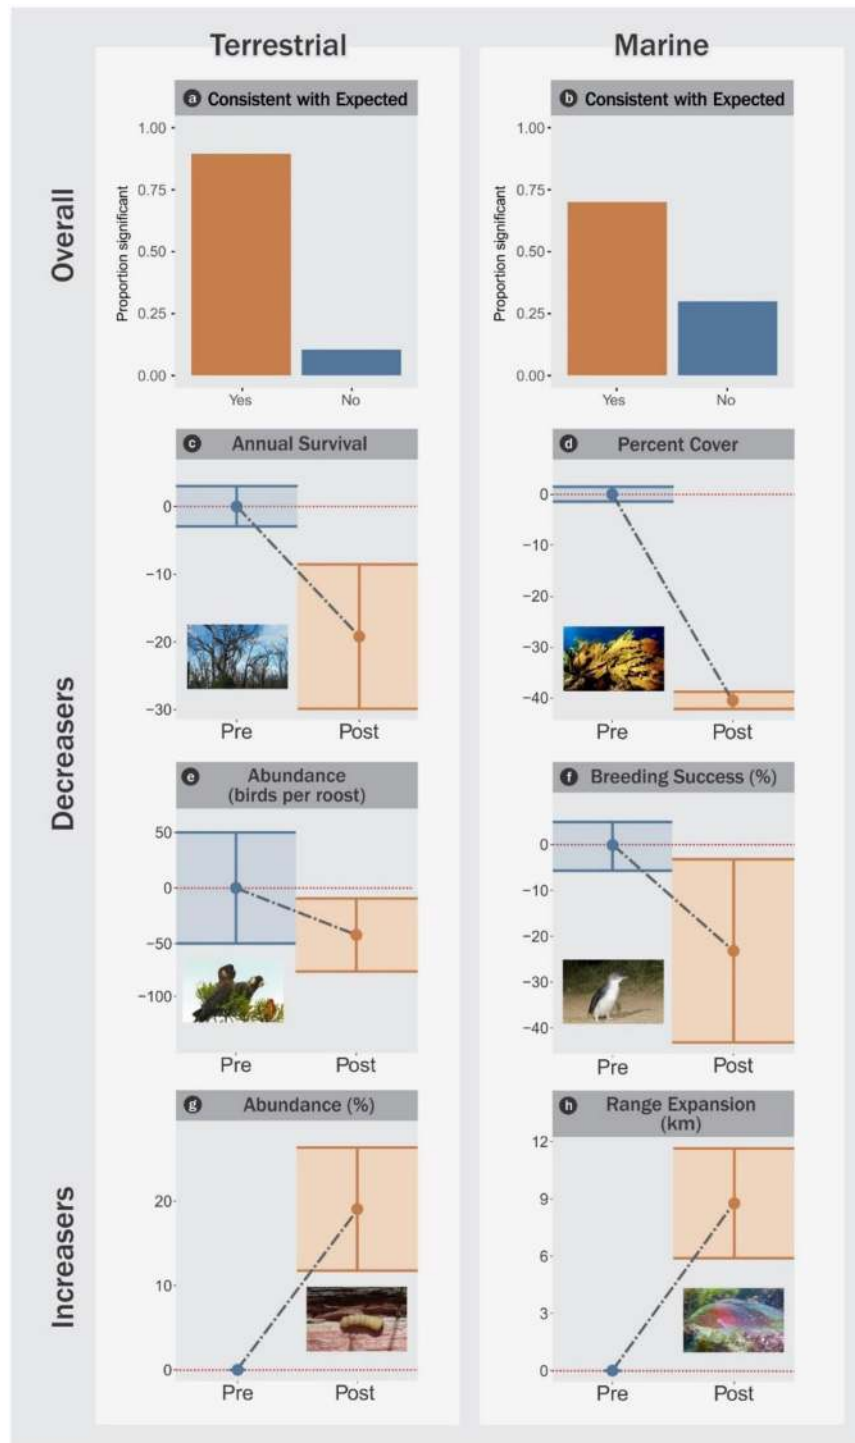 Terrestrial
Marine
Overall
a Consistent with Expected
Proportion significant
1.00
0.75
0.50
0.25
0.00
Yes
No
b Consistent with Expected
Proportion significant
1.00
0.75
0.50
0.25
0.00
Yes
No
Decreasers
c Annual Survival
0
−10
−20
−30
Pre
Post
d Percent Cover
0
−10
−20
−30
−40
Pre
Post
e Abundance
(birds per roost)
50
0
−50
−100
Pre
Post
f Breeding Success (%)
0
−10
−20
−30
−40
Pre
Post
Increasers
g Abundance (%)
20
10
0
Pre
Post
h Range Expansion
(km)
12
9
6
3
0
Pre
Post